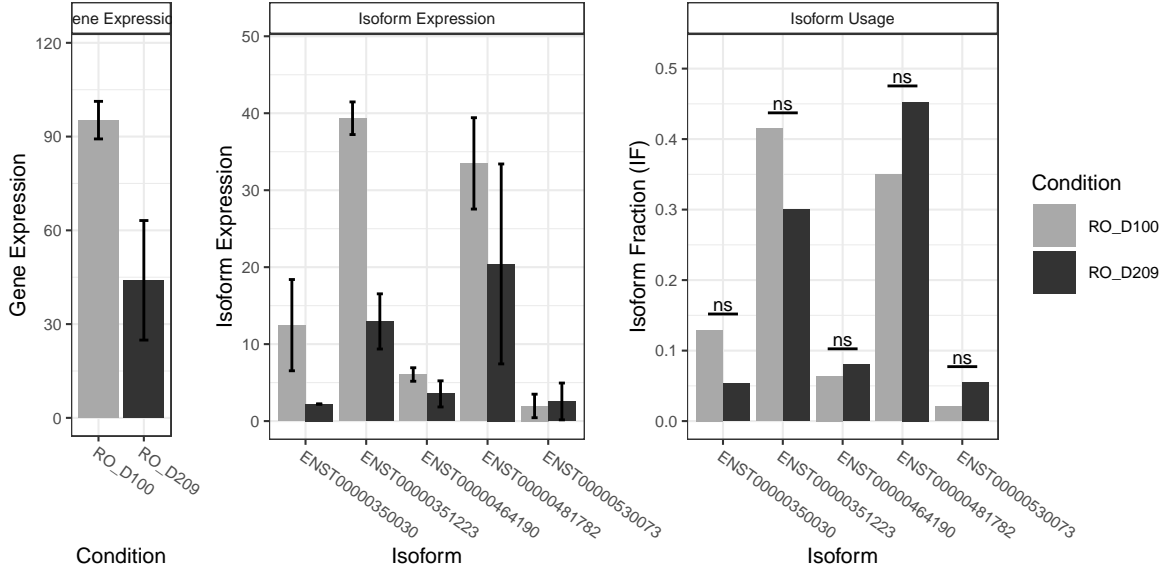 ene Expressio
Isoform Expression
Isoform Usage
Gene Expression
120
90
60
30
0
RO_D100
RO_D209
Condition
Isoform Expression
50
40
30
20
10
0
ENST00000350030
ENST00000351223
ENST00000464190
ENST00000481782
ENST00000530073
Isoform
Isoform Fraction (IF)
0.5
0.4
0.3
0.2
0.1
0.0
ns
ns
ns
ns
ns
ENST00000350030
ENST00000351223
ENST00000464190
ENST00000481782
ENST00000530073
Isoform
Condition
RO_D100
RO_D209